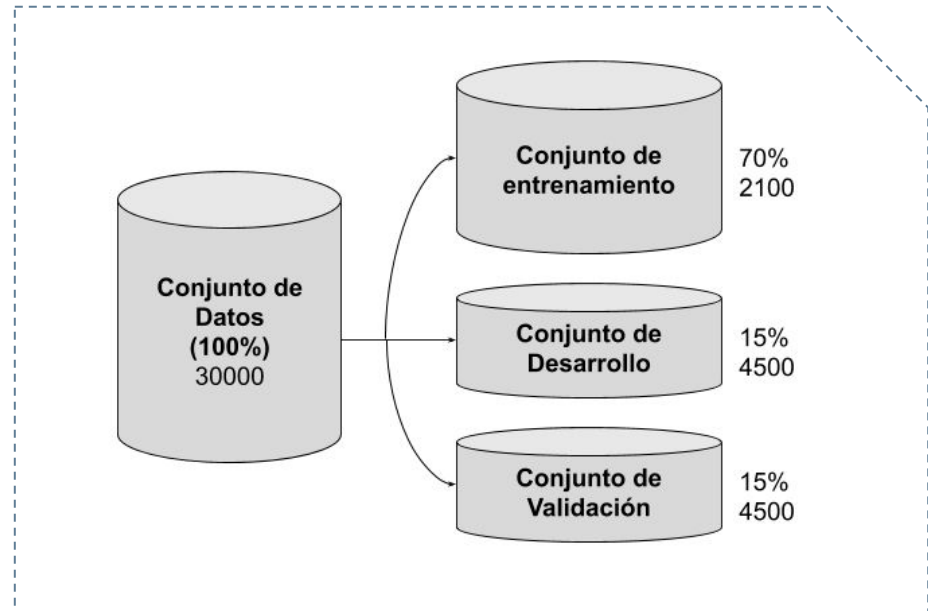 Conjunto de
Datos
(100%)
30000
Conjunto de
entrenamiento
70%
2100
Conjunto de
Desarrollo
15%
4500
Conjunto de
Validación
15%
4500